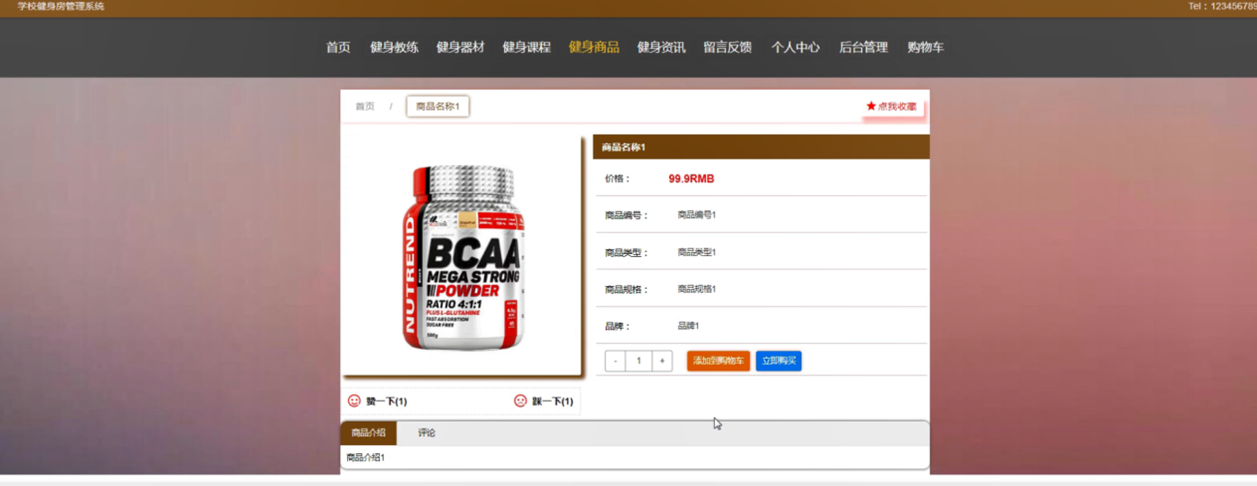 学校健身房管理系统
Tel：123456789
首页 健身教练 健身器材 健身课程 健身商品 健身资讯 留言反馈 个人中心 后台管理 购物车
首页 / 商品名称1
★点我收藏
NUTREND
BCAA
MEGA STRONG
POWDER
RATIO 4:1:1
PLUS L-GLUTAMINE
FAST ABSORPTION
SUGAR FREE
500g
商品名称1
价格： 99.9RMB
商品编号： 商品编号1
商品类型： 商品类型1
商品规格： 商品规格1
品牌： 品牌1
- 1 + 添加到购物车 立即购买
赞一下(1) 踩一下(1)
商品介绍 评论
商品介绍1